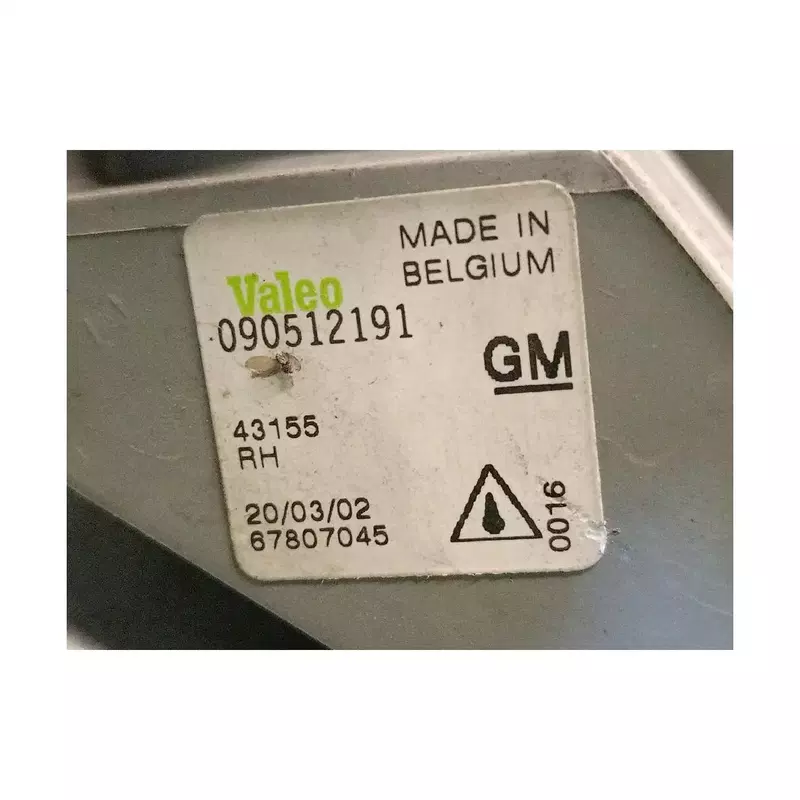 MADE IN
BELGIUM
Valeo
090512191
GM
43155
RH
20/03/02
67807045
0016